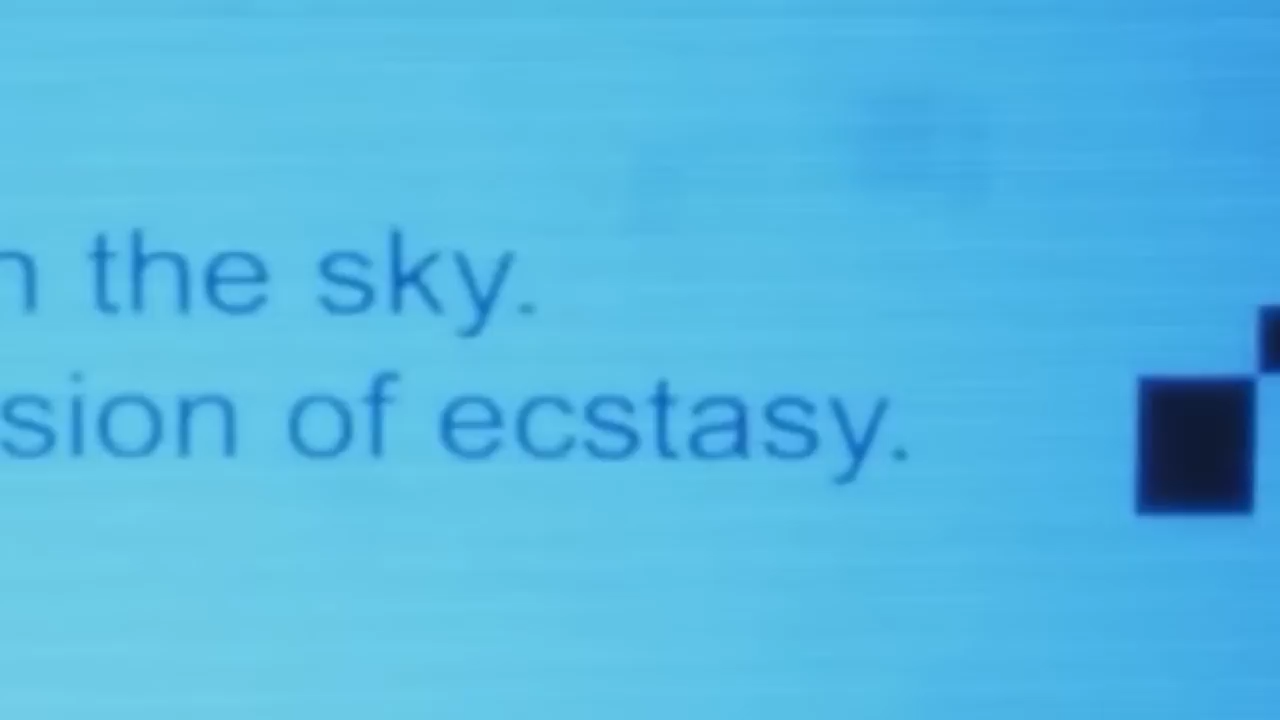 the sky.
of ecstasy.